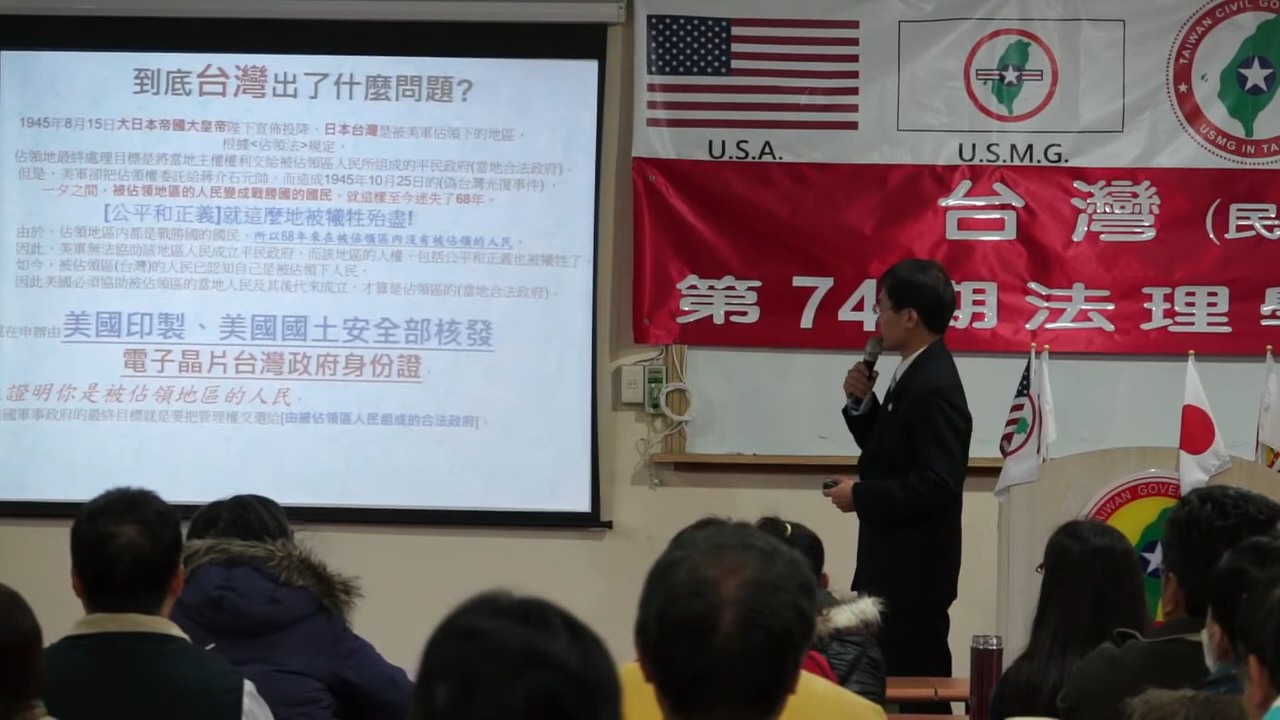 到底台灣出了什麼問題?
1945年8月15日大日本帝國大皇帝陛下宣佈投降，日本台灣是被美軍佔領下的地區，
根據<佔領法>規定，
佔領地最終處理目標是將當地主權權利交給被佔領區人民所組成的平民政府(當地合法政府)，
但是，美軍卻把佔領權委託給蔣介石元帥，而造成1945年10月25日的(偽台灣光復事件)，
一夕之間，被佔領地區的人民變成戰勝國的國民，就這樣至今迷失了68年。
[公平和正義]就這麼地被犧牲殆盡!
由於，佔領地區內都是戰勝國的國民，所以68年來在被佔領區內沒有被佔領的人民，
因此，美軍無法協助該地區人民成立平民政府，而該地區的人權，包括公平和正義也被犧牲了。
如今，被佔領區(台灣)的人民已認知自己是被佔領下人民，
因此美國必須協助被佔領區的當地人民及其後代來成立，才算是佔領區的(當地合法政府)。
在申辦由美國印製、美國國土安全部核發
電子晶片台灣政府身份證，
證明你是被佔領地區的人民，
國軍事政府的最終目標就是要把管理權交還給[由被佔領區人民組成的合法政府]。
U.S.A.
U.S.M.G.
TAIWAN CIVIL GO
USMG IN TA
台灣(民
第74期法理
TAIWAN GOVER